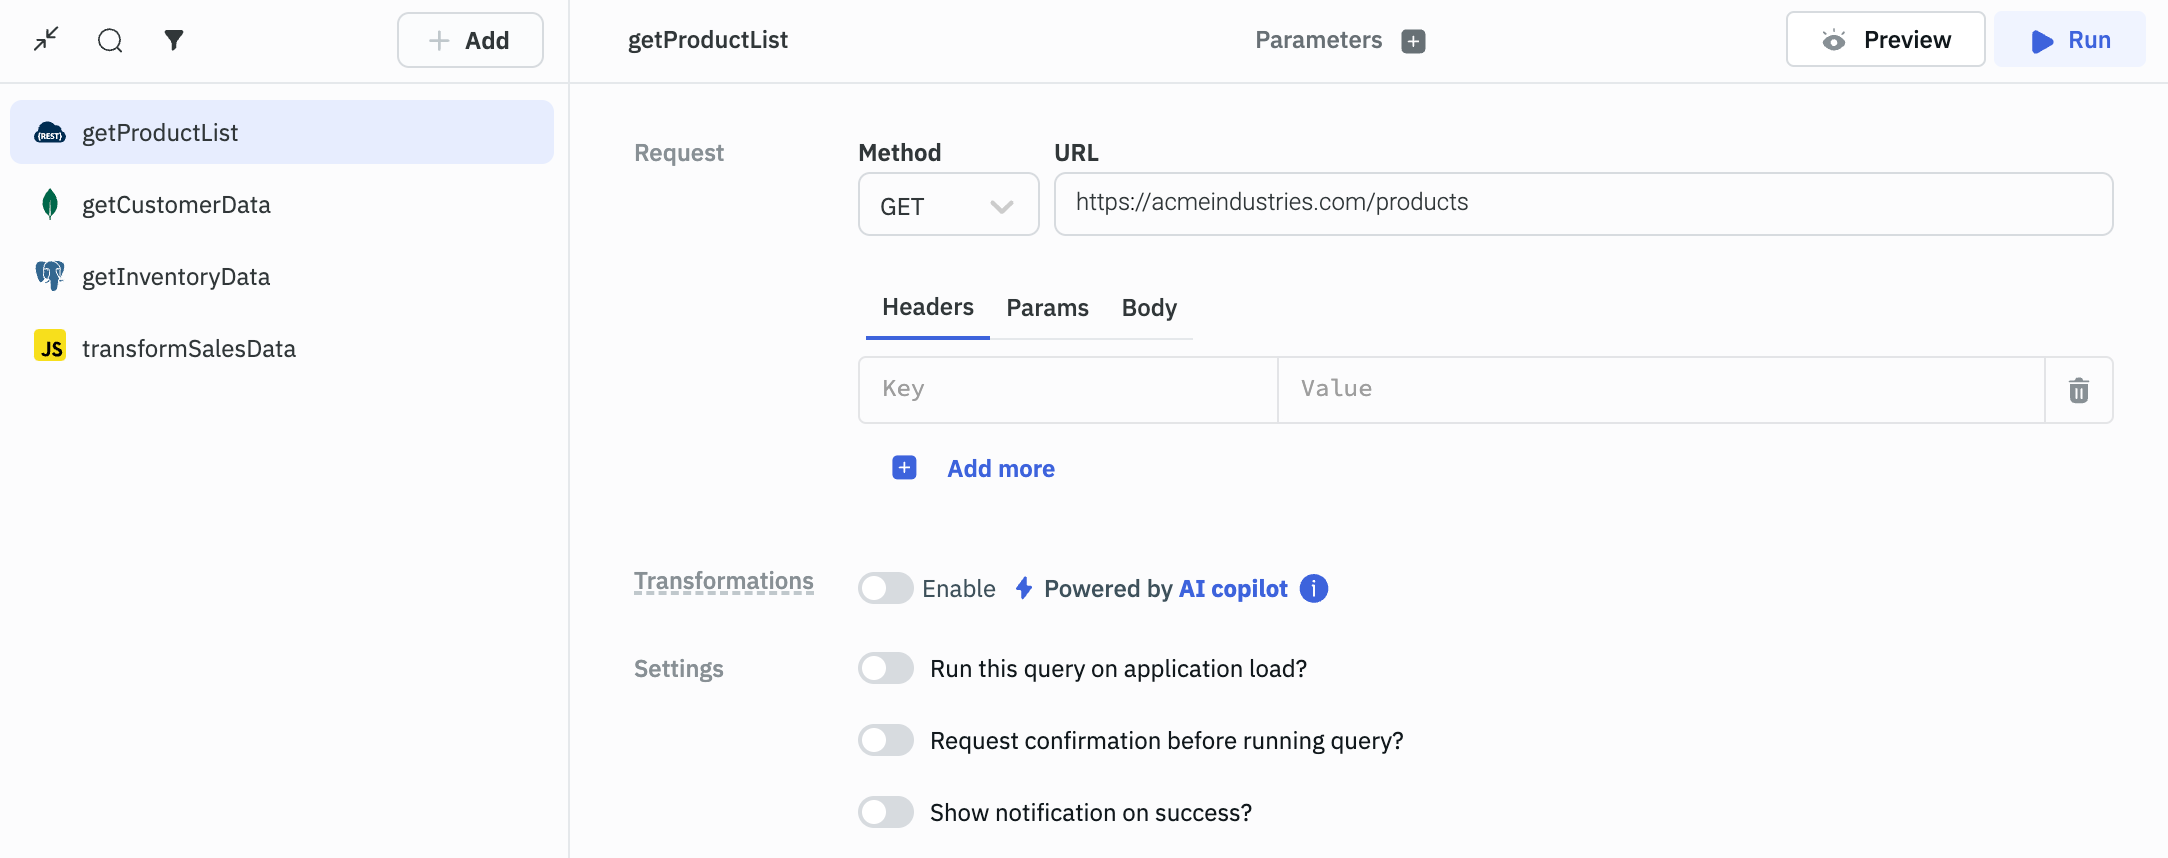 Add
getProductList
Parameters
Preview
Run
{REST} getProductList
getCustomerData
getInventoryData
JS transformSalesData
Request
Method
URL
GET
https://acmeindustries.com/products
Headers Params Body
Key
Value
Add more
Transformations
Enable
Powered by AI copilot
Settings
Run this query on application load?
Request confirmation before running query?
Show notification on success?